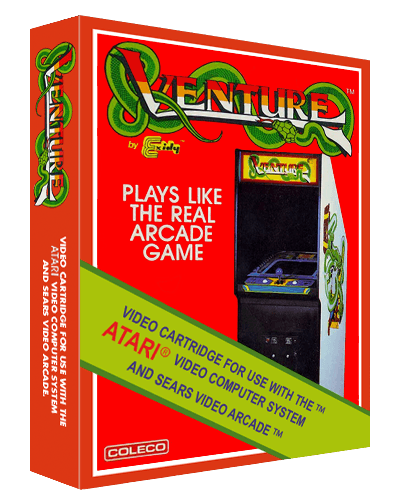 VENTURE
VIDEO CARTRIDGE FOR USE WITH THE
ATARI VIDEO COMPUTER SYSTEM
AND SEARS VIDEO ARCADE.
VENTURE™
by Exidy™
PLAYS LIKE
THE REAL
ARCADE
GAME
VENTURE
VIDEO CARTRIDGE FOR USE WITH THE ™
ATARI® VIDEO COMPUTER SYSTEM
AND SEARS VIDEO ARCADE ™
COLECO